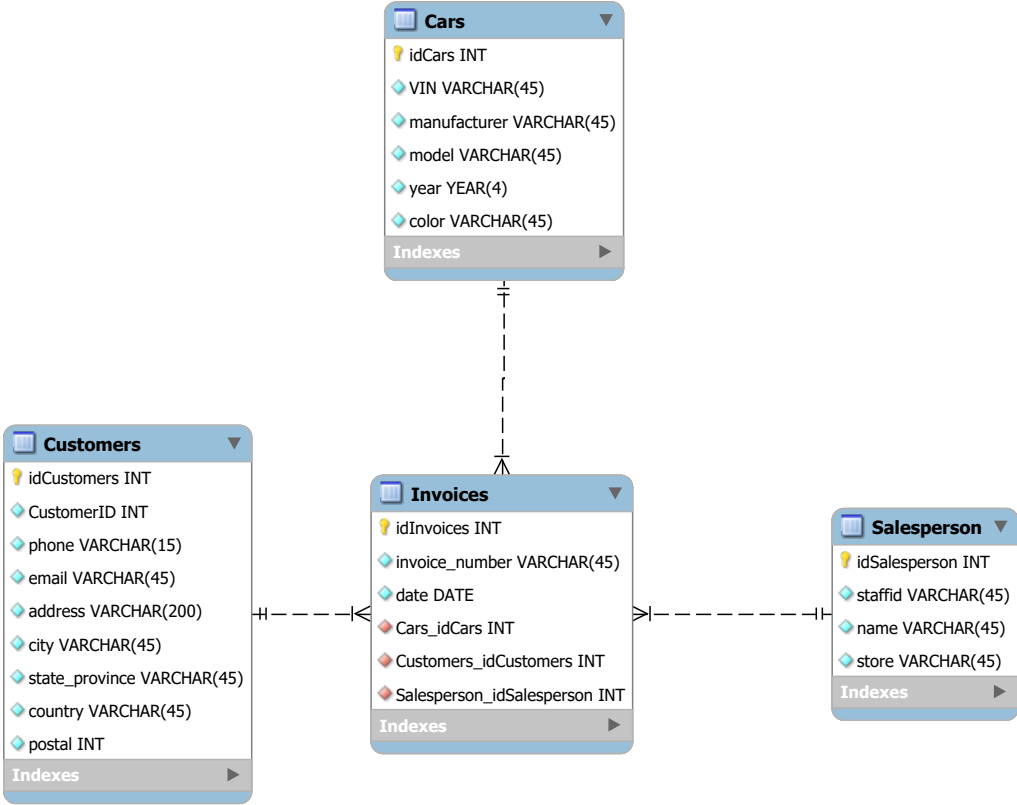 Cars
idCars INT
VIN VARCHAR(45)
manufacturer VARCHAR(45)
model VARCHAR(45)
year YEAR(4)
color VARCHAR(45)
Indexes
Customers
idCustomers INT
CustomerID INT
phone VARCHAR(15)
email VARCHAR(45)
address VARCHAR(200)
city VARCHAR(45)
state_province VARCHAR(45)
country VARCHAR(45)
postal INT
Indexes
Invoices
idInvoices INT
invoice_number VARCHAR(45)
date DATE
Cars_idCars INT
Customers_idCustomers INT
Salesperson_idSalesperson INT
Indexes
Salesperson
idSalesperson INT
staffid VARCHAR(45)
name VARCHAR(45)
store VARCHAR(45)
Indexes